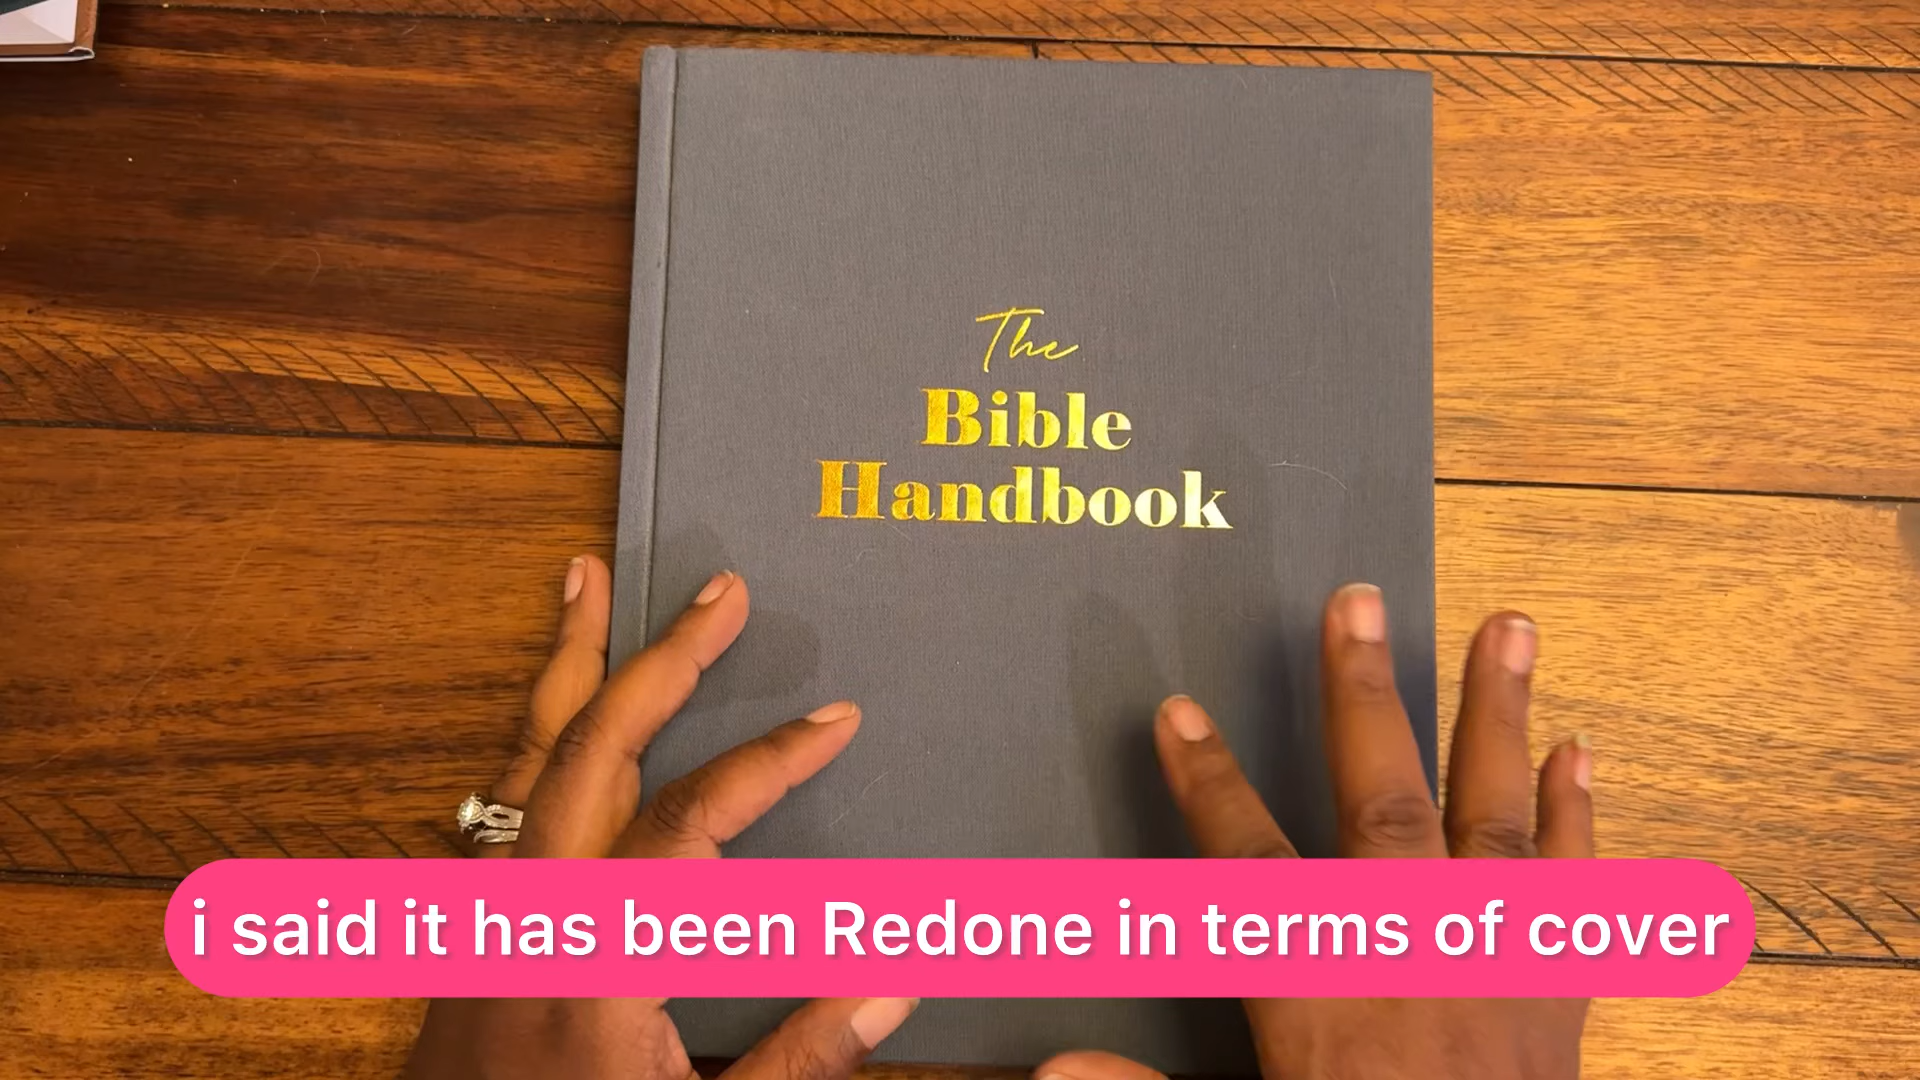 The
Bible
Handbook
i said it has been Redone in terms of cover